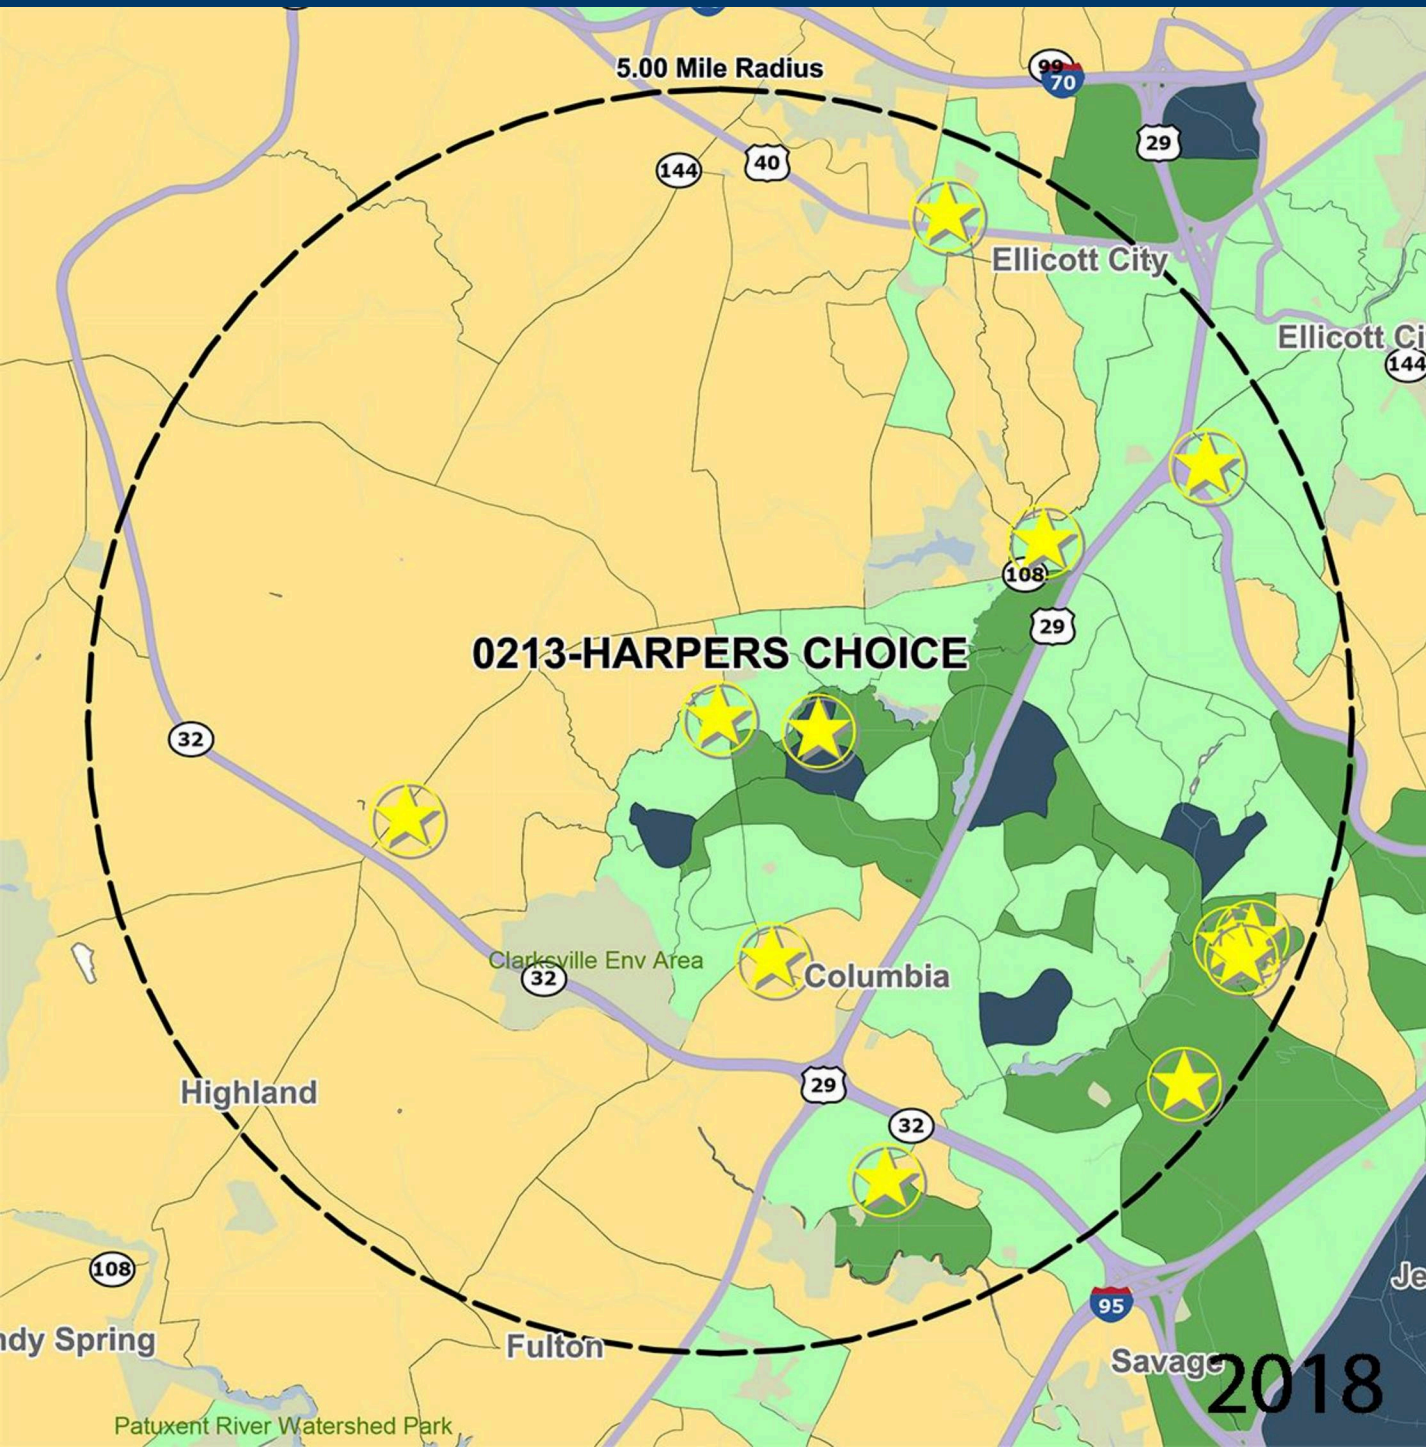 5.00 Mile Radius
99
70
29
144
40
Ellicott City
Ellicott Ci
144
108
29
0213-HARPERS CHOICE
32
Clarksville Env Area
32
Columbia
Highland
29
32
108
95
Je
ndy Spring
Fulton
Savage
2018
Patuxent River Watershed Park